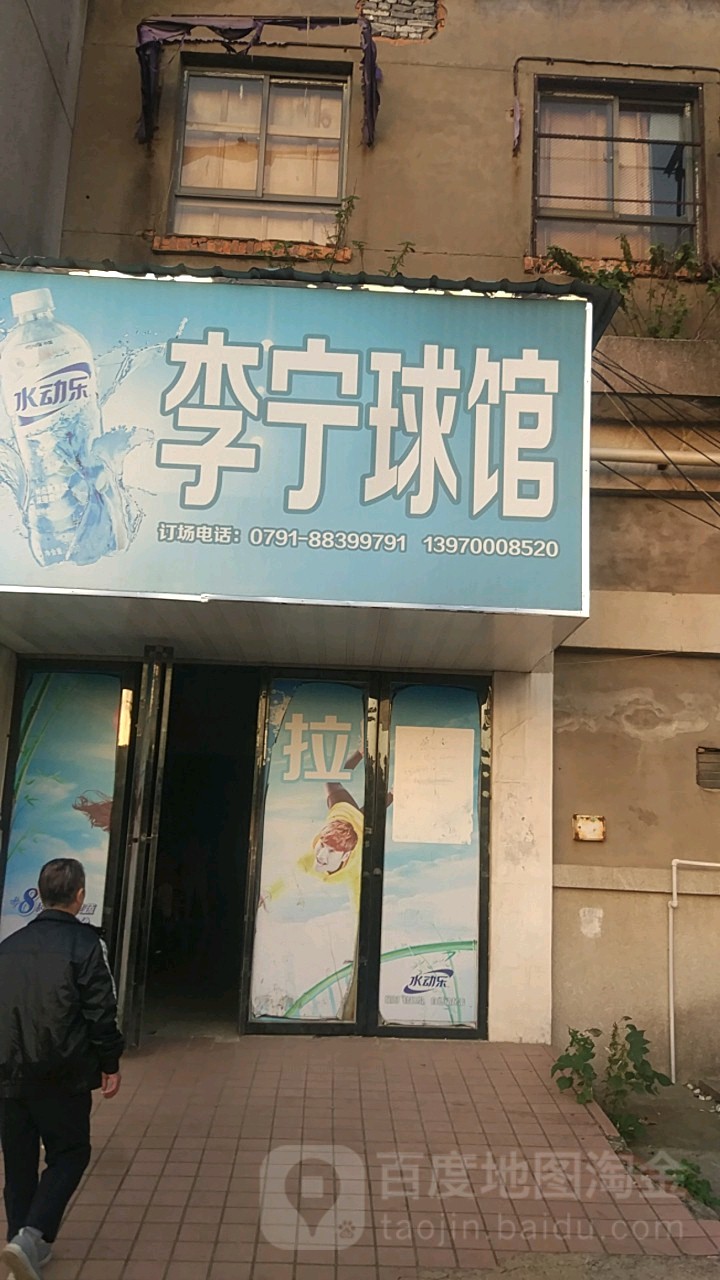 水动乐
李宁球馆
订场电话：0791-88399791 13970008520
拉
8
水动乐
百度地图淘金
taojin.baidu.com